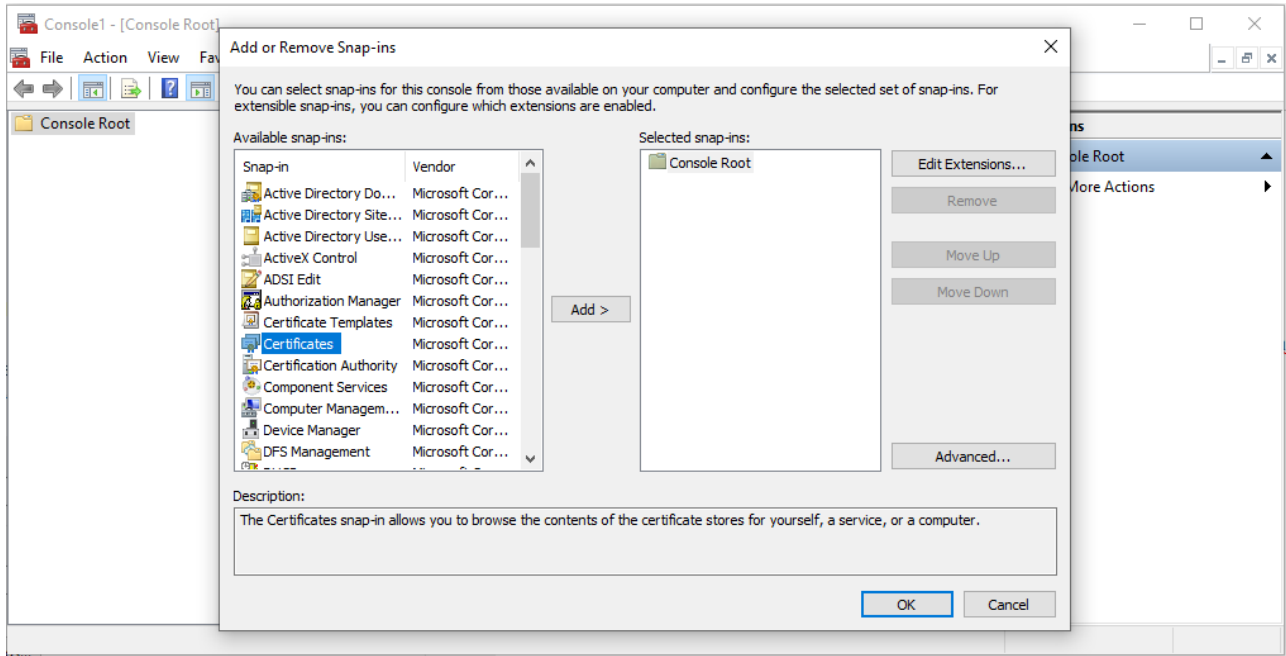 Console1 - [Console Root]
File Action View Fav
Console Root
Add or Remove Snap-ins
You can select snap-ins for this console from those available on your computer and configure the selected set of snap-ins. For
extensible snap-ins, you can configure which extensions are enabled.
Available snap-ins:
Snap-in Vendor
Active Directory Do... Microsoft Cor...
Active Directory Site... Microsoft Cor...
Active Directory Use... Microsoft Cor...
ActiveX Control Microsoft Cor...
ADSI Edit Microsoft Cor...
Authorization Manager Microsoft Cor...
Certificate Templates Microsoft Cor...
Certificates Microsoft Cor...
Certification Authority Microsoft Cor...
Component Services Microsoft Cor...
Computer Managem... Microsoft Cor...
Device Manager Microsoft Cor...
DFS Management Microsoft Cor...
Add >
Selected snap-ins:
Console Root
Edit Extensions...
Remove
Move Up
Move Down
Advanced...
Description:
The Certificates snap-in allows you to browse the contents of the certificate stores for yourself, a service, or a computer.
OK Cancel
ns
ole Root
More Actions